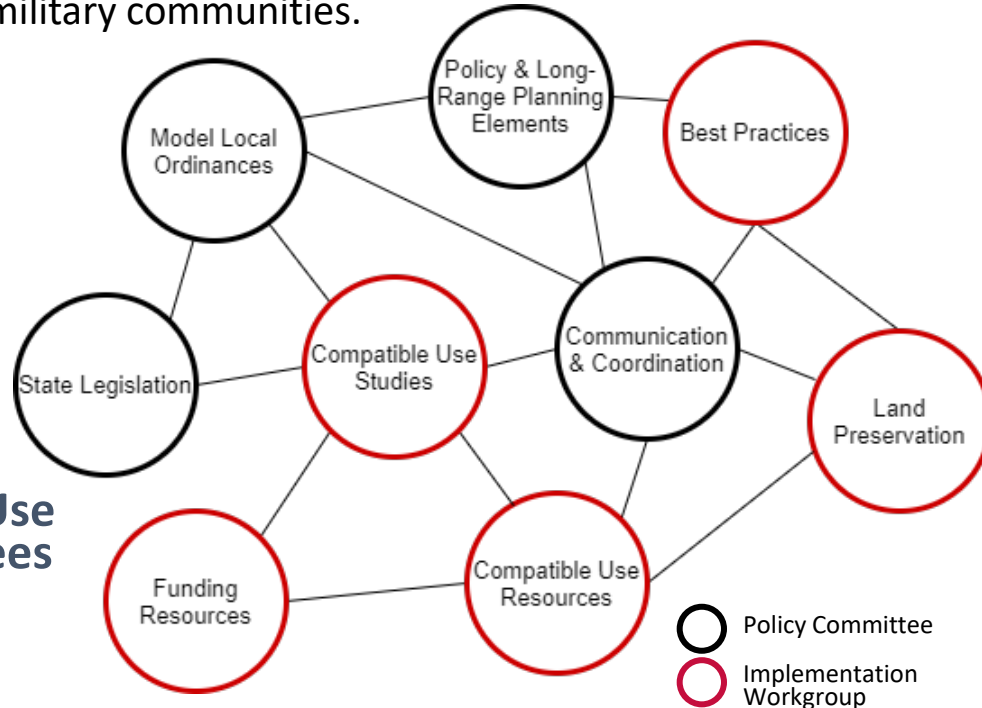 military communities.
Policy & Long-
Range Planning
Elements
Model Local
Ordinances
Best Practices
Communication
& Coordination
Compatible Use
Studies
State Legislation
Land
Preservation
Use
ees
Funding
Resources
Compatible Use
Resources
Policy Committee
Implementation
Workgroup